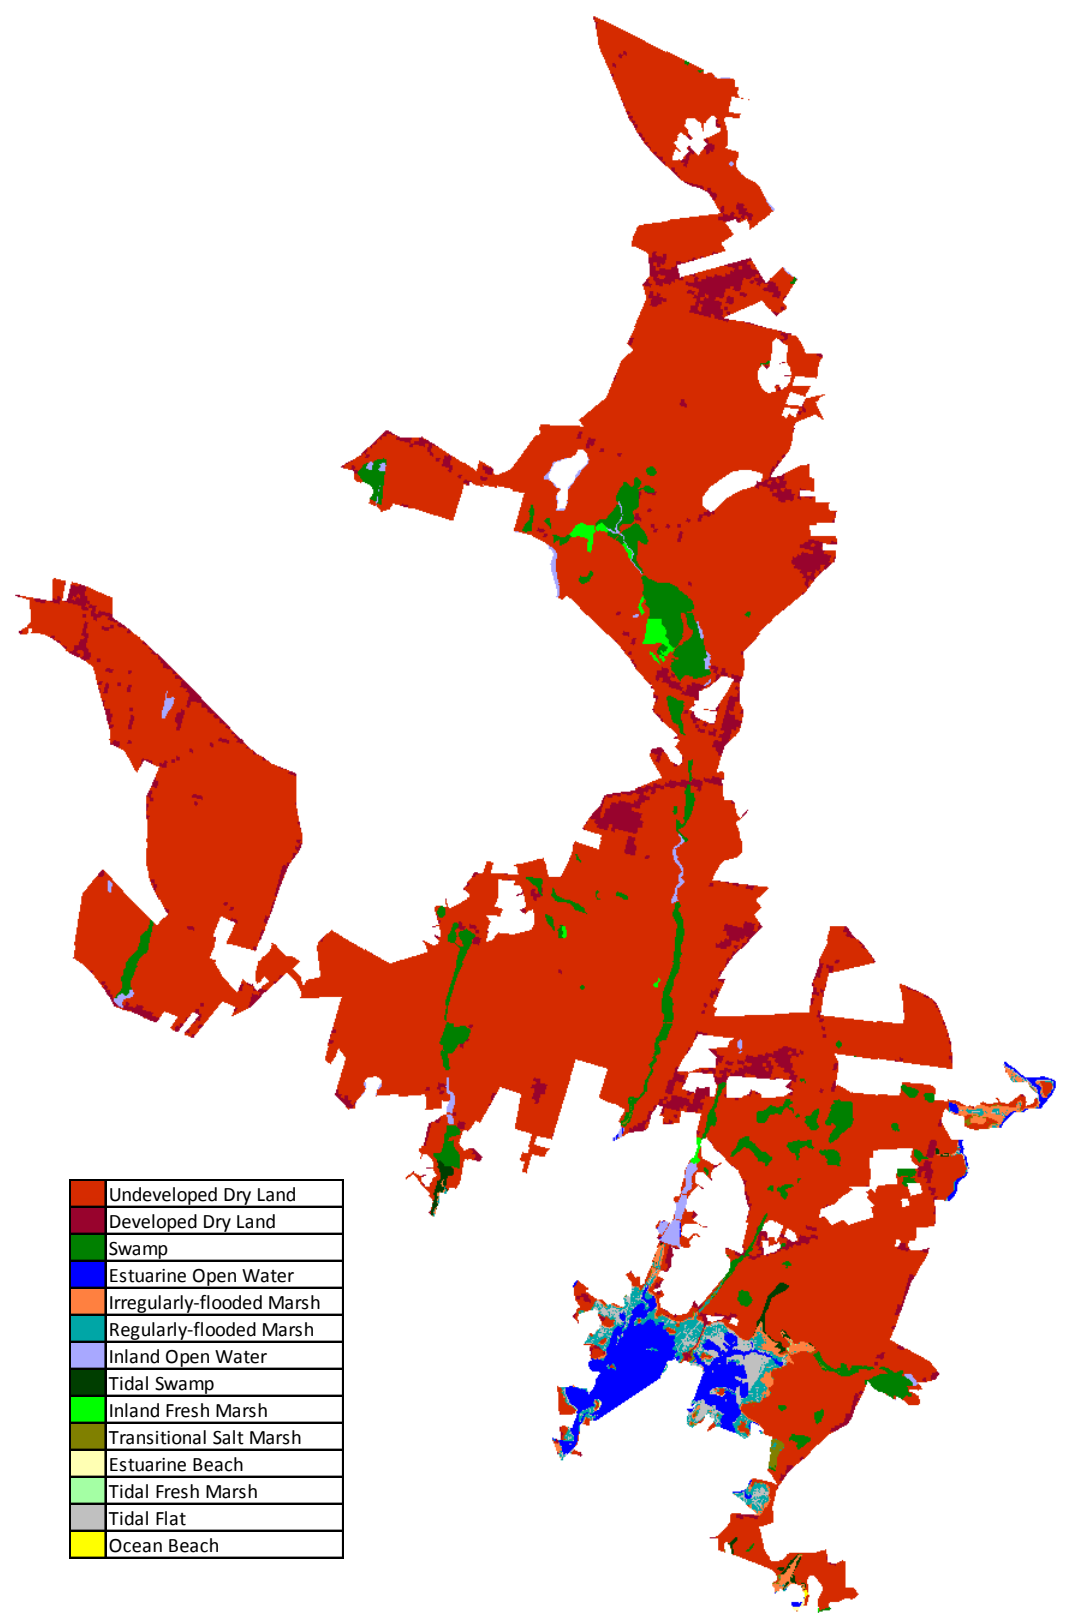 Undeveloped Dry Land
Developed Dry Land
Swamp
Estuarine Open Water
Irregularly-flooded Marsh
Regularly-flooded Marsh
Inland Open Water
Tidal Swamp
Inland Fresh Marsh
Transitional Salt Marsh
Estuarine Beach
Tidal Fresh Marsh
Tidal Flat
Ocean Beach